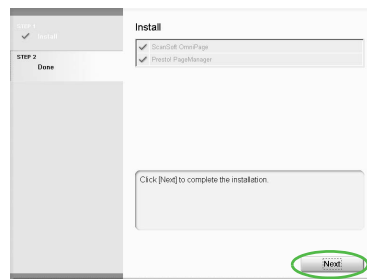 STEP 1
Install
STEP 2
Done
Install
ScanSoft OmniPage
Presto! PageManager
Click [Next] to complete the installation.
Next